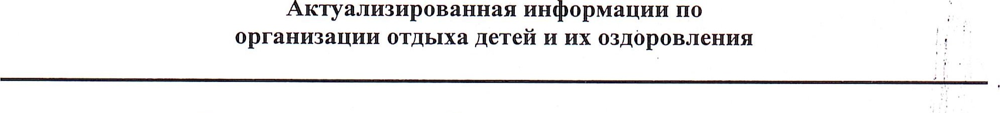 Актуализированная информации по
организации отдыха детей и их оздоровления